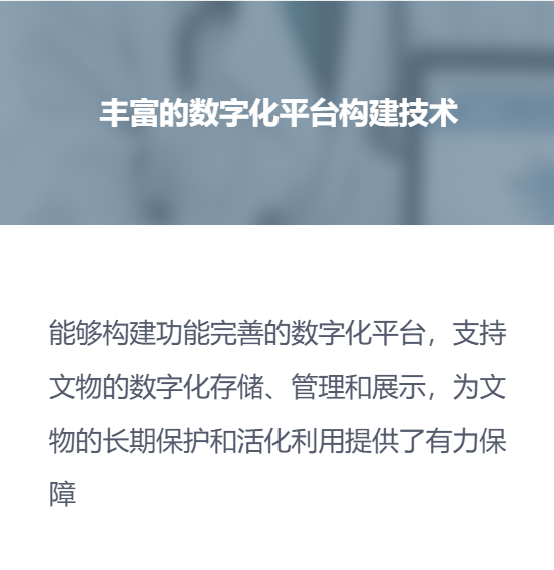 丰富的数字化平台构建技术
能够构建功能完善的数字化平台，支持
文物的数字化存储、管理和展示，为文
物的长期保护和活化利用提供了有力保
障